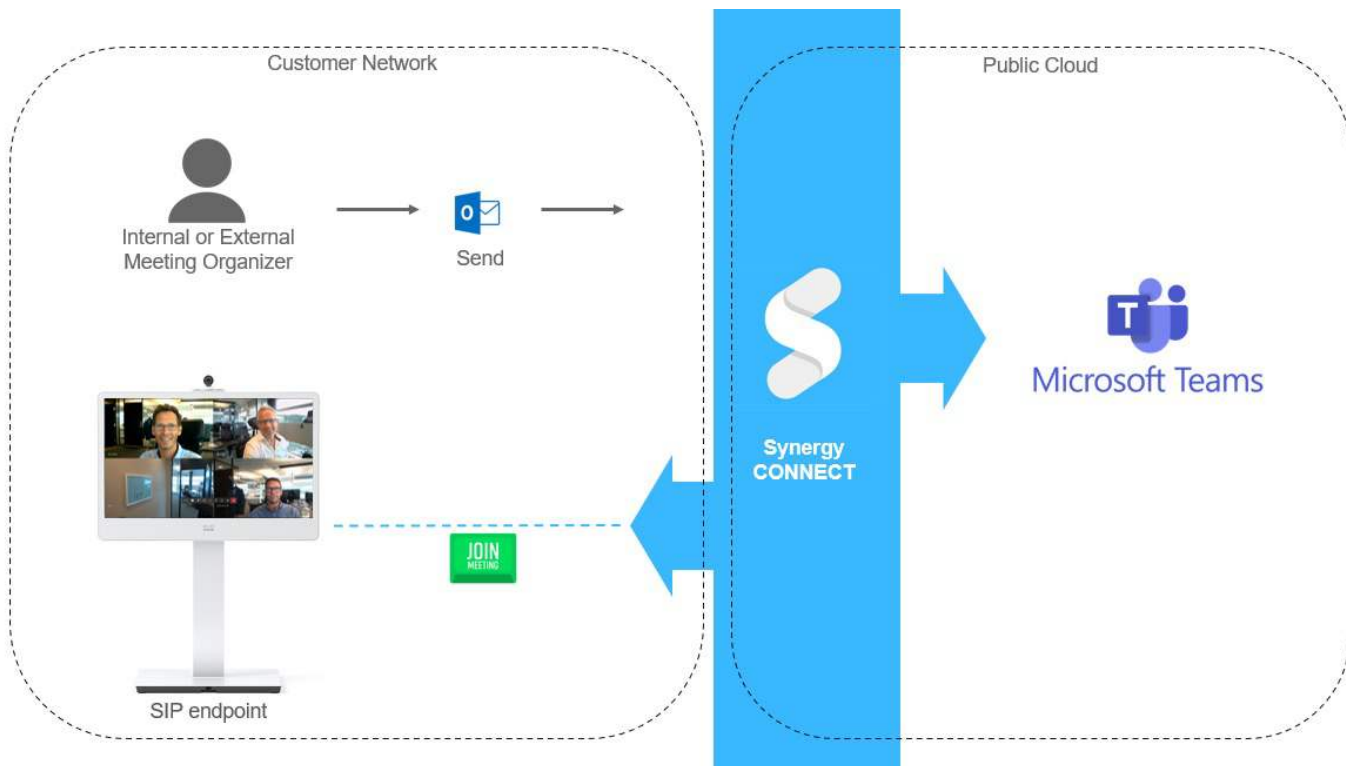 Customer Network
Public Cloud
Internal or External
Meeting Organizer
O
Send
T
Microsoft Teams
Synergy
CONNECT
JOIN
MEETING
SIP endpoint